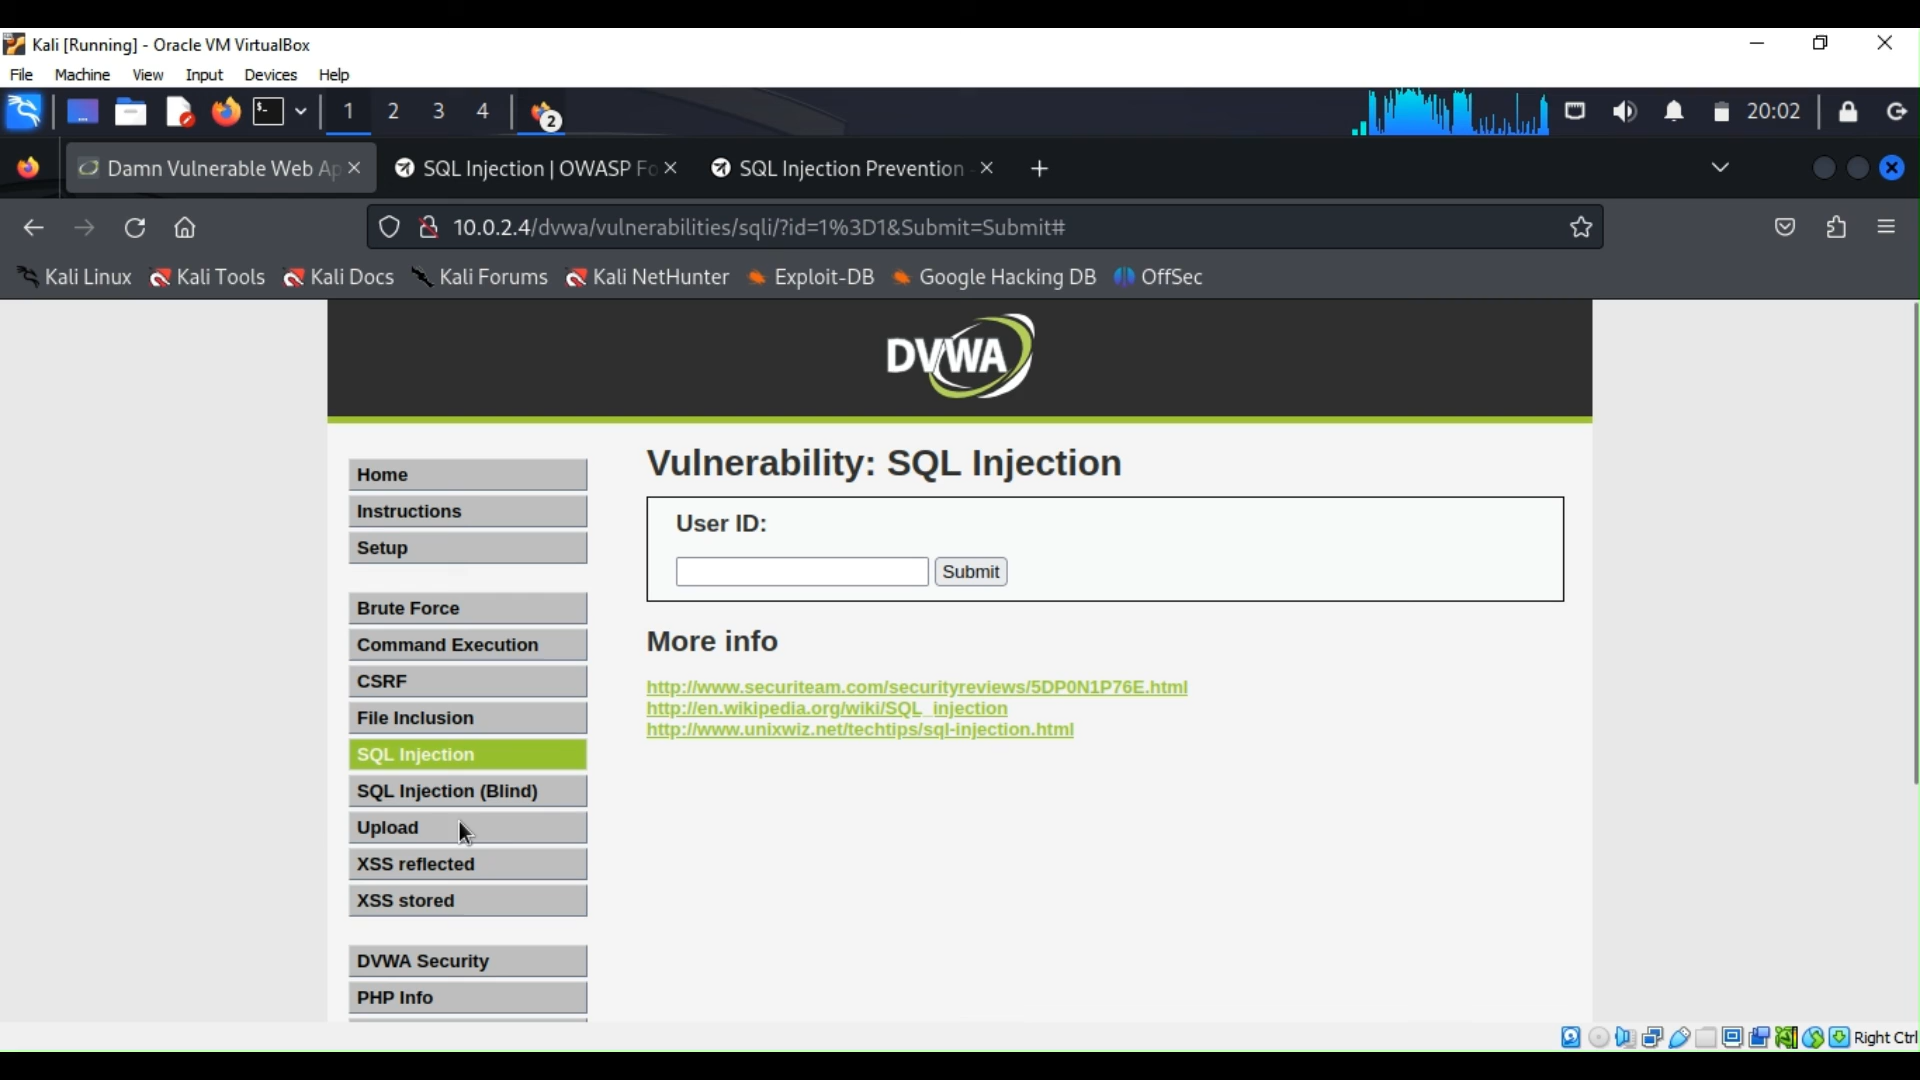 Kali [Running] - Oracle VM VirtualBox
File Machine View Input Devices Help
1 2 3 4 2 20:02
Damn Vulnerable Web Ap SQL Injection | OWASP Fo SQL Injection Prevention -
10.0.2.4/dvwa/vulnerabilities/sqli/?id=1%3D1&Submit=Submit#
Kali Linux Kali Tools Kali Docs Kali Forums Kali NetHunter Exploit-DB Google Hacking DB OffSec
DVWA
Home
Instructions
Setup
Brute Force
Command Execution
CSRF
File Inclusion
SQL Injection
SQL Injection (Blind)
Upload
XSS reflected
XSS stored
DVWA Security
PHP Info
Vulnerability: SQL Injection
User ID:
Submit
More info
http://www.securiteam.com/securityreviews/5DP0N1P76E.html
http://en.wikipedia.org/wiki/SQL_injection
http://www.unixwiz.net/techtips/sql-injection.html
Right Ctrl